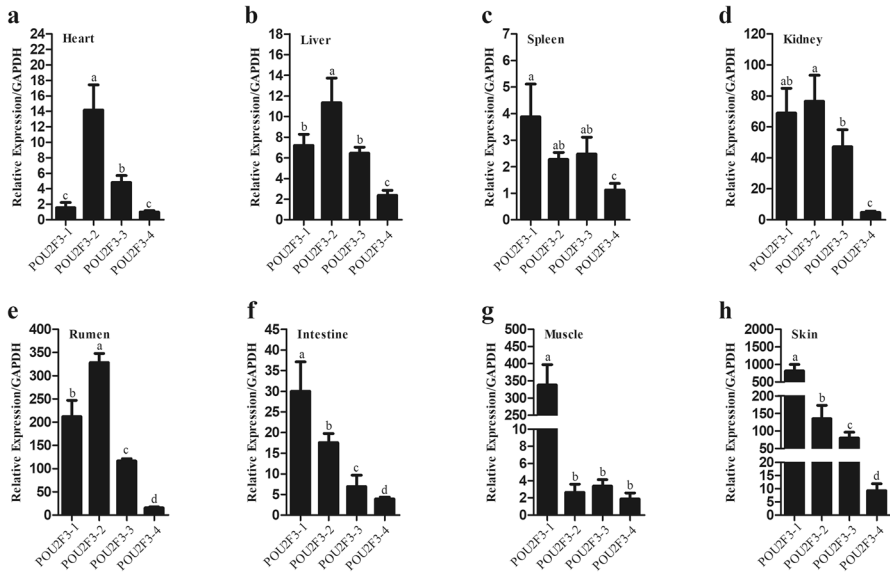 a
Heart
Relative Expression/GAPDH
24
22
20
18
16
14
12
10
8
6
4
2
0
c
a
b
c
POU2F3-1
POU2F3-2
POU2F3-3
POU2F3-4
b
Liver
Relative Expression/GAPDH
16
14
12
10
8
6
4
2
0
b
a
b
c
POU2F3-1
POU2F3-2
POU2F3-3
POU2F3-4
c
Spleen
Relative Expression/GAPDH
7
6
5
4
3
2
1
0
a
ab
ab
c
POU2F3-1
POU2F3-2
POU2F3-3
POU2F3-4
d
Kidney
Relative Expression/GAPDH
120
100
80
60
40
20
0
ab
a
b
c
POU2F3-1
POU2F3-2
POU2F3-3
POU2F3-4
e
Rumen
Relative Expression/GAPDH
400
350
300
250
200
150
100
50
0
b
a
c
d
POU2F3-1
POU2F3-2
POU2F3-3
POU2F3-4
f
Intestine
Relative Expression/GAPDH
45
40
35
30
25
20
15
10
5
0
a
b
c
d
POU2F3-1
POU2F3-2
POU2F3-3
POU2F3-4
g
Muscle
Relative Expression/GAPDH
500
450
400
350
300
250
10
8
6
4
2
0
a
b
b
b
POU2F3-1
POU2F3-2
POU2F3-3
POU2F3-4
h
Skin
Relative Expression/GAPDH
2000
1500
1000
500
200
150
100
50
20
15
10
5
0
a
b
c
d
POU2F3-1
POU2F3-2
POU2F3-3
POU2F3-4